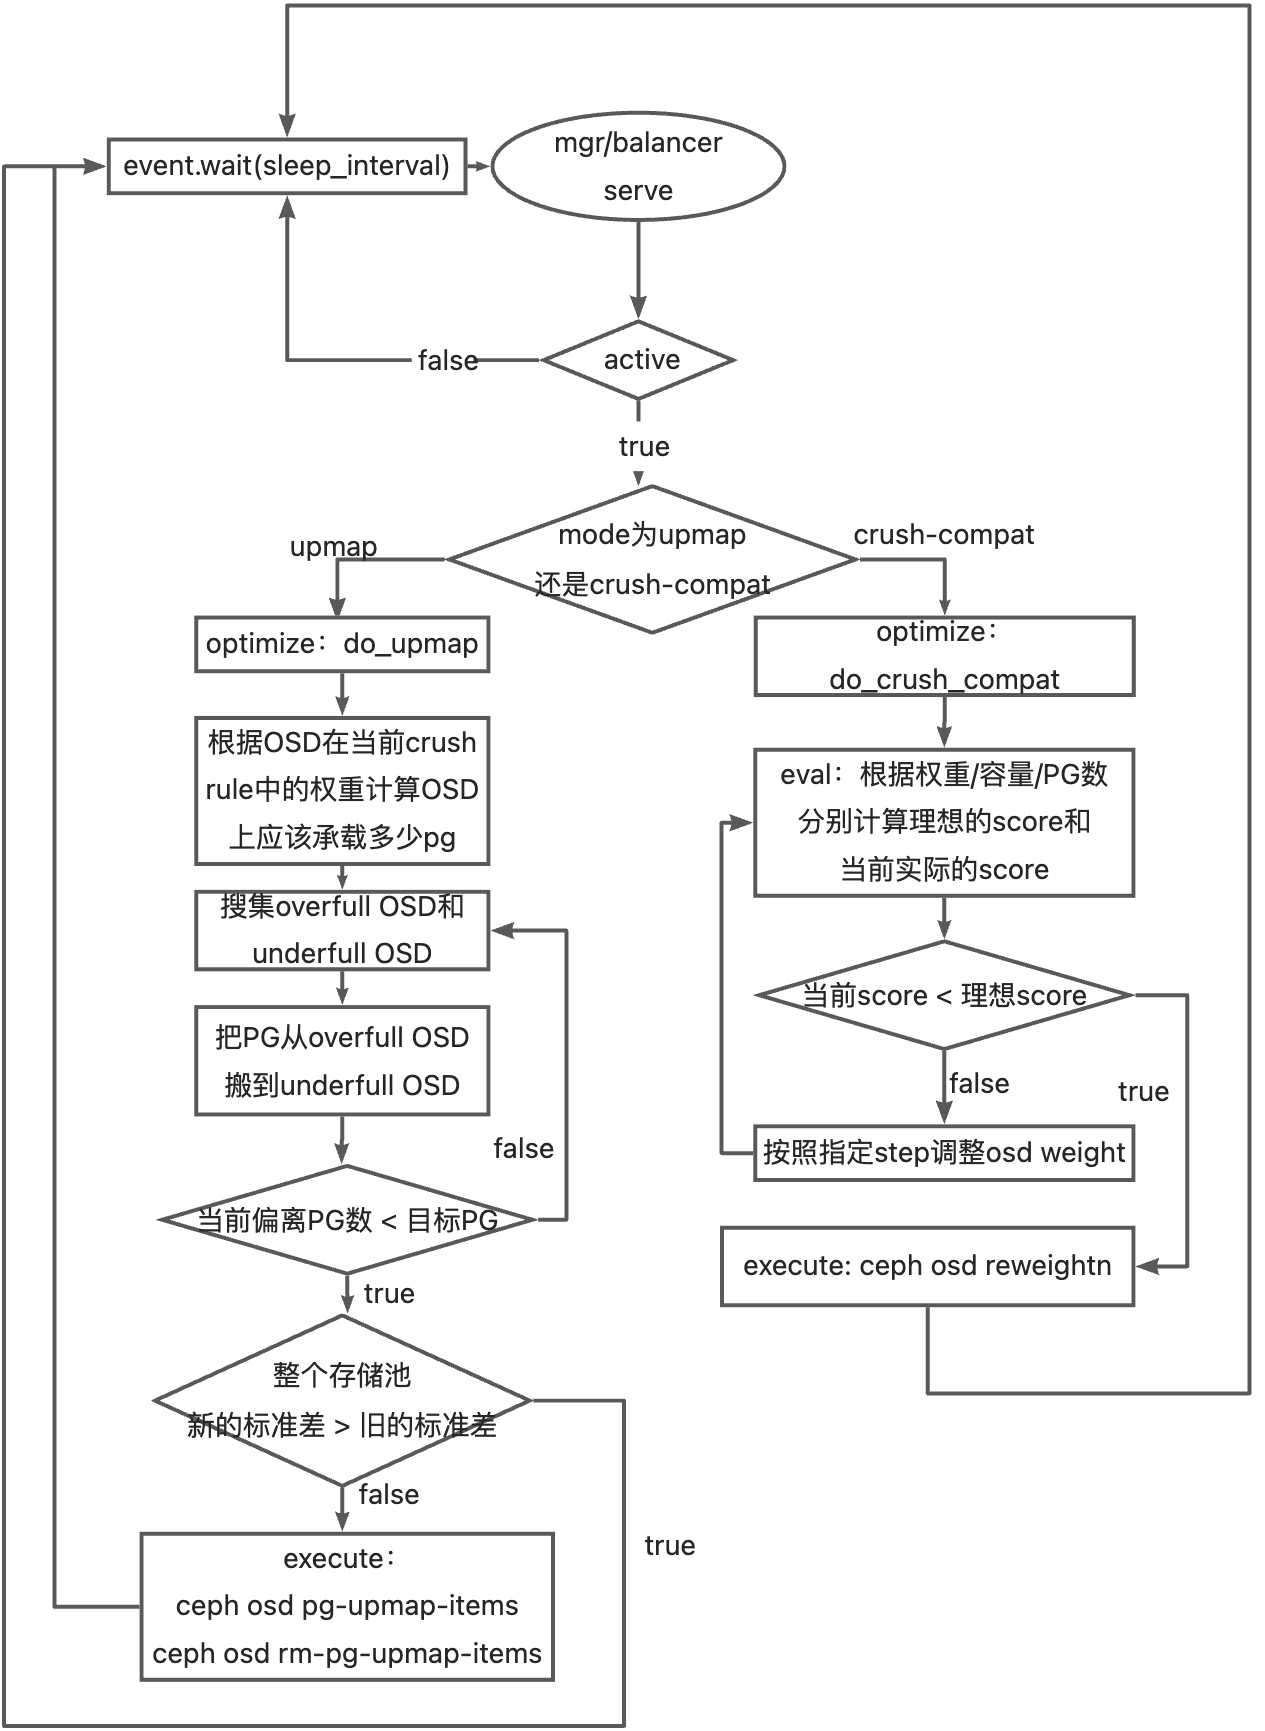 event.wait(sleep_interval)
mgr/balancer
serve
false
active
true
mode为upmap
还是crush-compat
upmap
crush-compat
optimize：do_upmap
根据OSD在当前crush
rule中的权重计算OSD
上应该承载多少pg
搜集overfull OSD和
underfull OSD
把PG从overfull OSD
搬到underfull OSD
false
当前偏离PG数 < 目标PG
true
整个存储池
新的标准差 > 旧的标准差
false
true
execute：
ceph osd pg-upmap-items
ceph osd rm-pg-upmap-items
optimize：
do_crush_compat
eval：根据权重/容量/PG数
分别计算理想的score和
当前实际的score
当前score < 理想score
false
true
按照指定step调整osd weight
execute: ceph osd reweightn